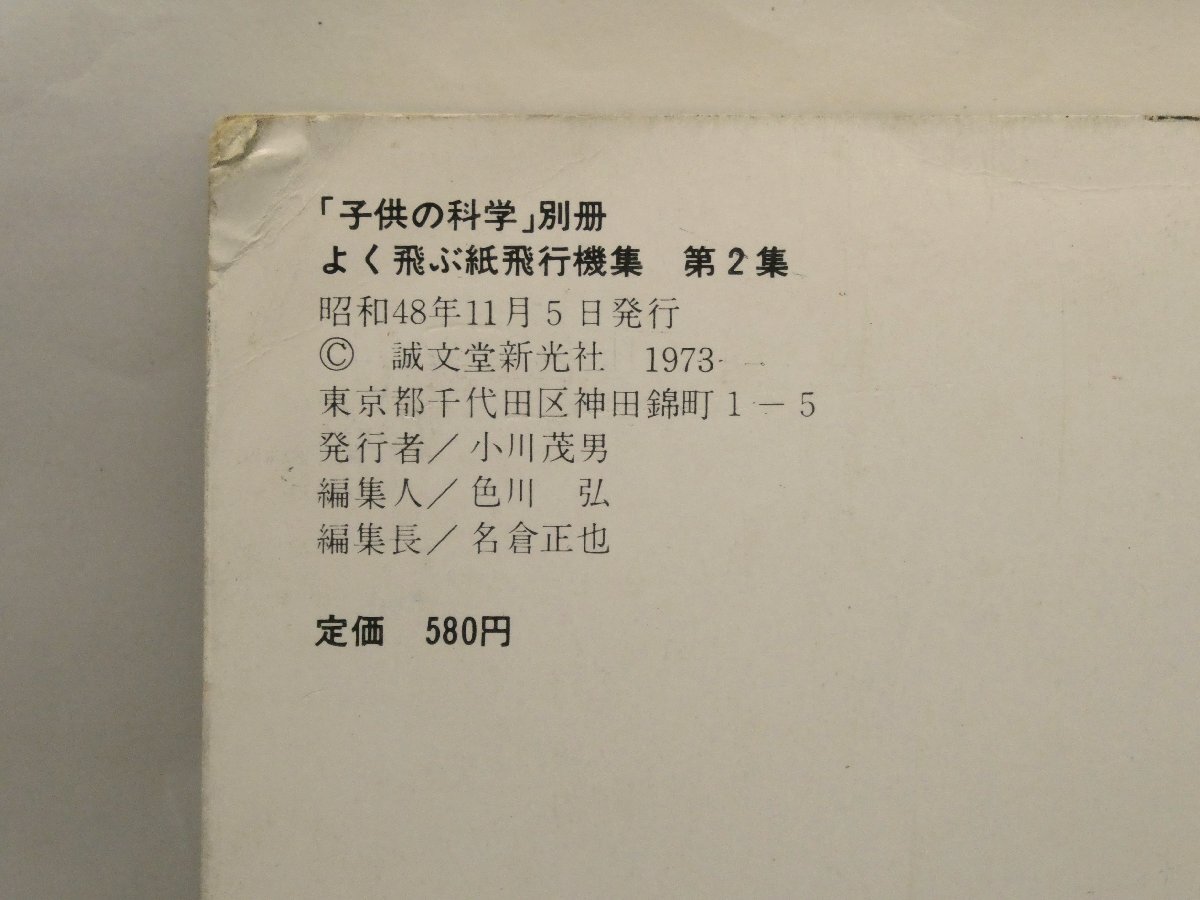 「子供の科学」別冊
よく飛ぶ紙飛行機集　第2集
昭和48年11月5日発行
©　誠文堂新光社　1973
東京都千代田区神田錦町1－5
発行者／小川茂男
編集人／色川　弘
編集長／名倉正也
定価　580円